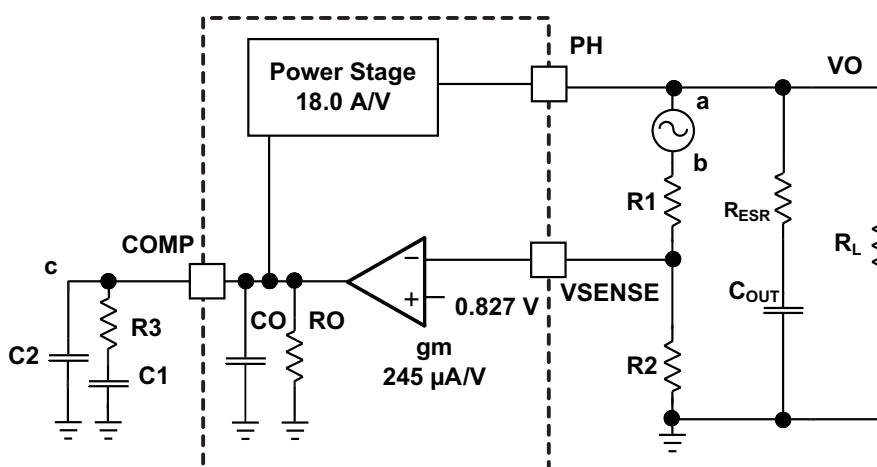 PH
Power Stage
18.0 A/V
VO
a
b
R1
RESR
RL
COMP
c
VSENSE
−
+
0.827 V
COUT
CO
RO
R3
C2
C1
gm
245 µA/V
R2